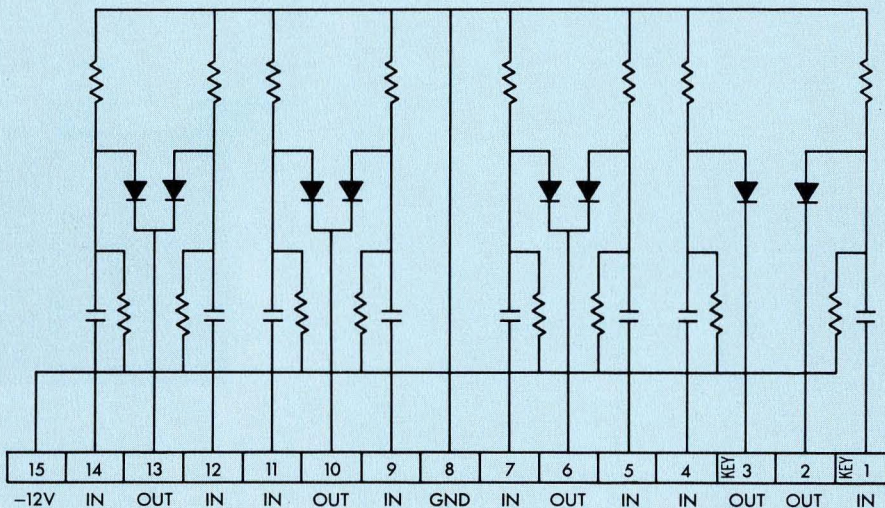 15 14 13 12 11 10 9 8 7 6 5 4 KEY 3 2 KEY 1
–12V IN OUT IN IN OUT IN GND IN OUT IN IN OUT OUT IN